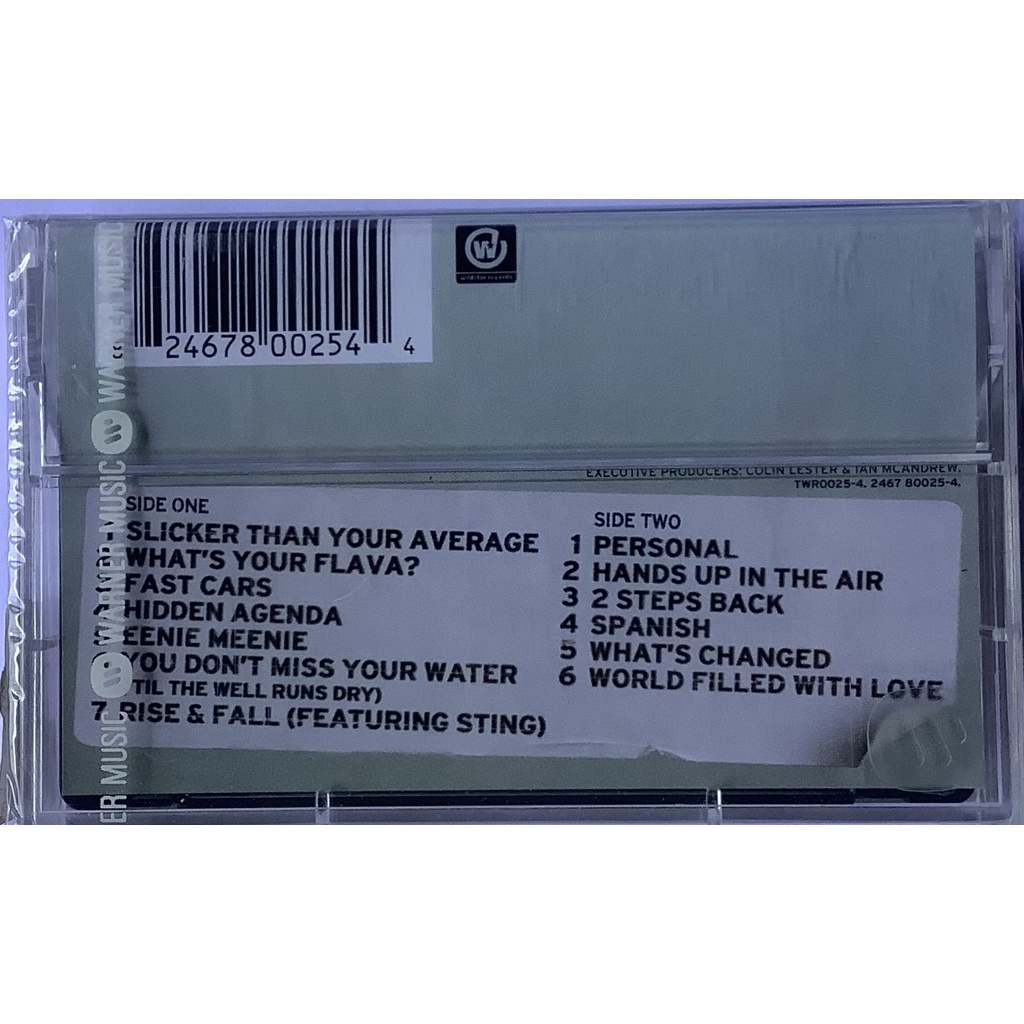 24678 00254 4
wildstar records
EXECUTIVE PRODUCERS: COLIN LESTER & IAN MCANDREW.
TWR0025-4. 2467 80025-4.
SIDE ONE
SLICKER THAN YOUR AVERAGE
WHAT'S YOUR FLAVA?
FAST CARS
HIDDEN AGENDA
EENIE MEENIE
YOU DON'T MISS YOUR WATER
('TIL THE WELL RUNS DRY)
7 RISE & FALL (FEATURING STING)
SIDE TWO
1 PERSONAL
2 HANDS UP IN THE AIR
3 2 STEPS BACK
4 SPANISH
5 WHAT'S CHANGED
6 WORLD FILLED WITH LOVE
WARNER MUSIC
WARNER MUSIC
ER MUSIC